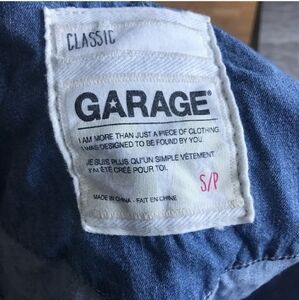 CLASSIC
GARAGE
I AM MORE THAN JUST A PIECE OF CLOTHING.
I WAS DESIGNED TO BE FOUND BY YOU.
JE SUIS PLUS QU'UN SIMPLE VÊTEMENT.
J'AI ÉTÉ CRÉÉ POUR TOI.
S/P
MADE IN CHINA - FAIT EN CHINE